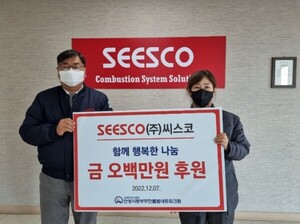 SEESCO
Combustion System Solution
SEESCO (주)씨스코
함께 행복한 나눔
금 오백만원 후원
2022.12.07.